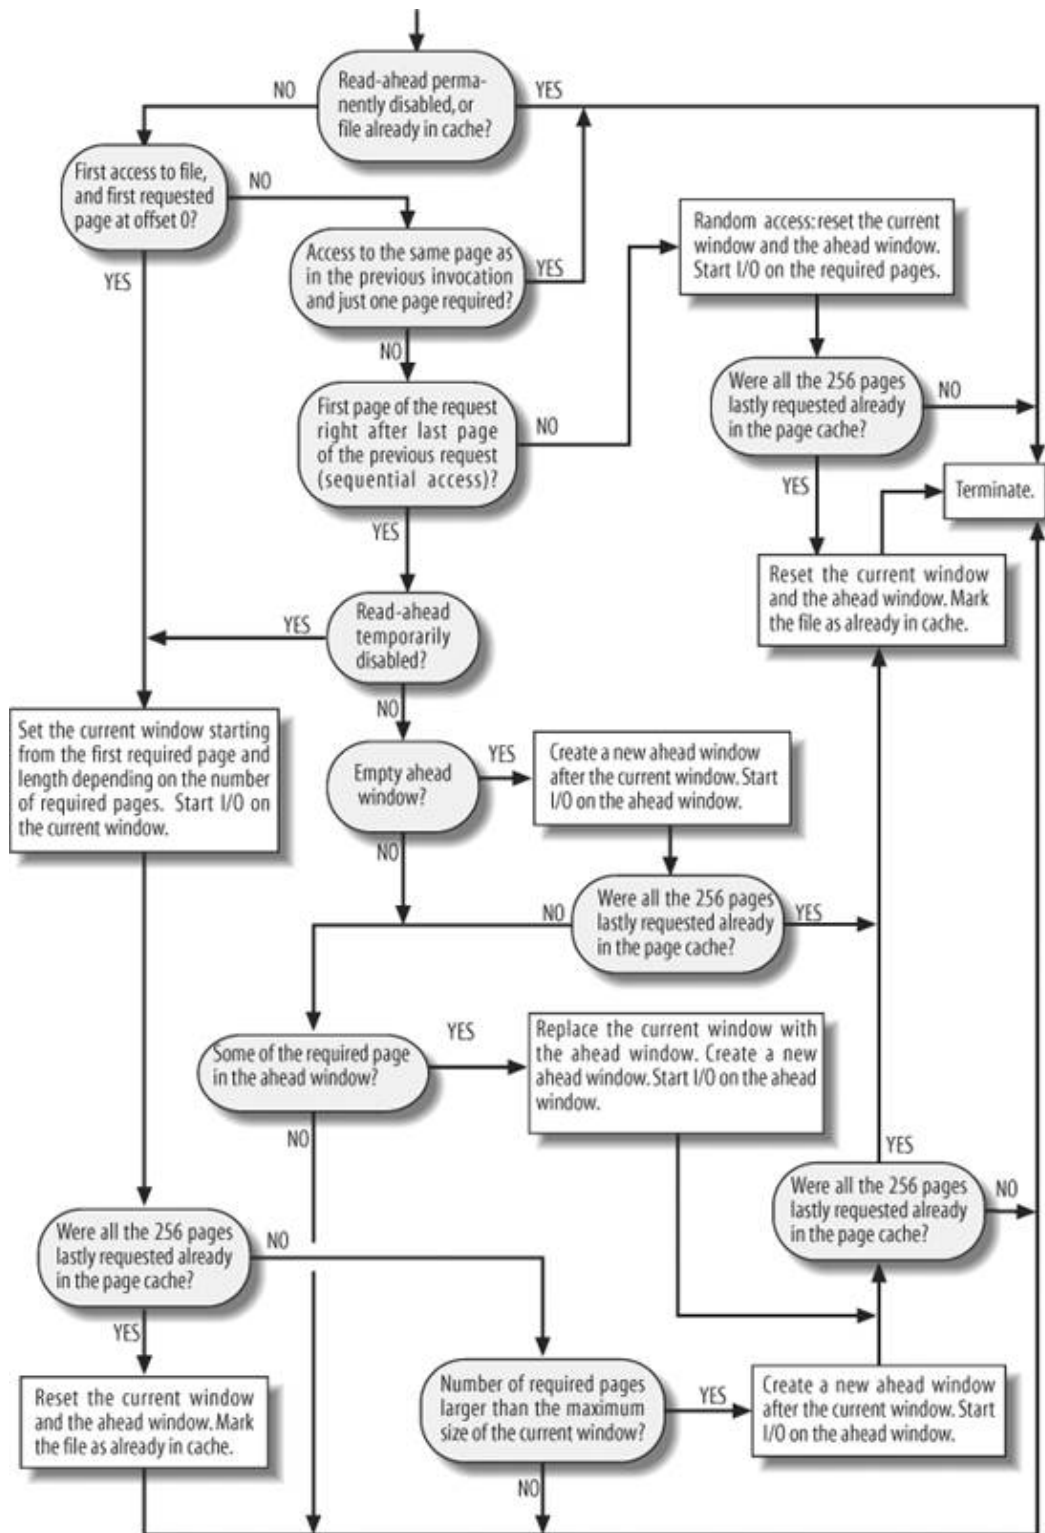 Read-ahead perma-
nently disabled, or
file already in cache?
NO
YES
First access to file,
and first requested
page at offset 0?
NO
YES
Access to the same page as
in the previous invocation
and just one page required?
YES
NO
Random access: reset the current
window and the ahead window.
Start I/O on the required pages.
Were all the 256 pages
lastly requested already
in the page cache?
NO
YES
First page of the request
right after last page
of the previous request
(sequential access)?
NO
YES
Terminate.
Reset the current window
and the ahead window. Mark
the file as already in cache.
Read-ahead
temporarily
disabled?
YES
NO
Set the current window starting
from the first required page and
length depending on the number
of required pages. Start I/O on
the current window.
Empty ahead
window?
YES
NO
Create a new ahead window
after the current window. Start
I/O on the ahead window.
Were all the 256 pages
lastly requested already
in the page cache?
NO
YES
Some of the required page
in the ahead window?
YES
NO
Replace the current window with
the ahead window. Create a new
ahead window. Start I/O on the ahead
window.
YES
Were all the 256 pages
lastly requested already
in the page cache?
NO
Were all the 256 pages
lastly requested already
in the page cache?
NO
YES
Reset the current window
and the ahead window. Mark
the file as already in cache.
Number of required pages
larger than the maximum
size of the current window?
YES
NO
Create a new ahead window
after the current window. Start
I/O on the ahead window.